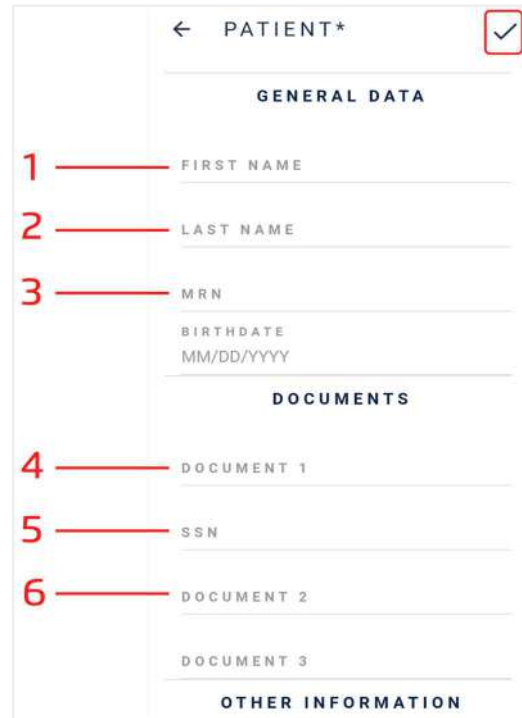 PATIENT*
GENERAL DATA
1 FIRST NAME
2 LAST NAME
3 MRN
BIRTHDATE
MM/DD/YYYY
DOCUMENTS
4 DOCUMENT 1
5 SSN
6 DOCUMENT 2
DOCUMENT 3
OTHER INFORMATION